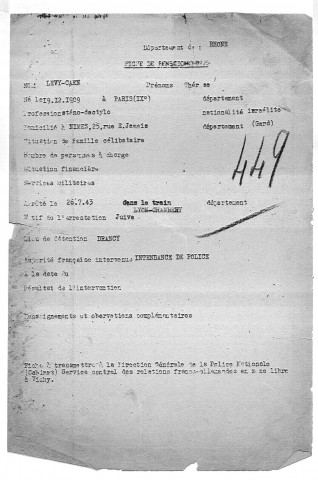 Département de : RHONE
FICHE DE RENSEIGNEMENTS
Nom: LEVY-CAEN Prénoms Thérèse
Né le 19.12.1909 à PARIS(IX°) département
Profession sténo-dactylo nationalité israélite
Domicilié à NIMES,25,rue E.Jamais département (Gard)
Situation de famille célibataire
Nombre de personnes à charge
Situation financière
Services militaires
449
Arrêté le 26.7.43 dans le train département
LYON-CHAMBERY
Motif de l'arrestation Juive
Lieu de détention DRANCY
Autorité française intervenue INTENDANCE DE POLICE
A la date du
Résultat de l'intervention
Renseignements et observations complémentaires
Fiche à transmettre à la Direction Générale de la Police Nationale
(Cabinet) Service central des relations franco-allemandes en zone libre
à Vichy.